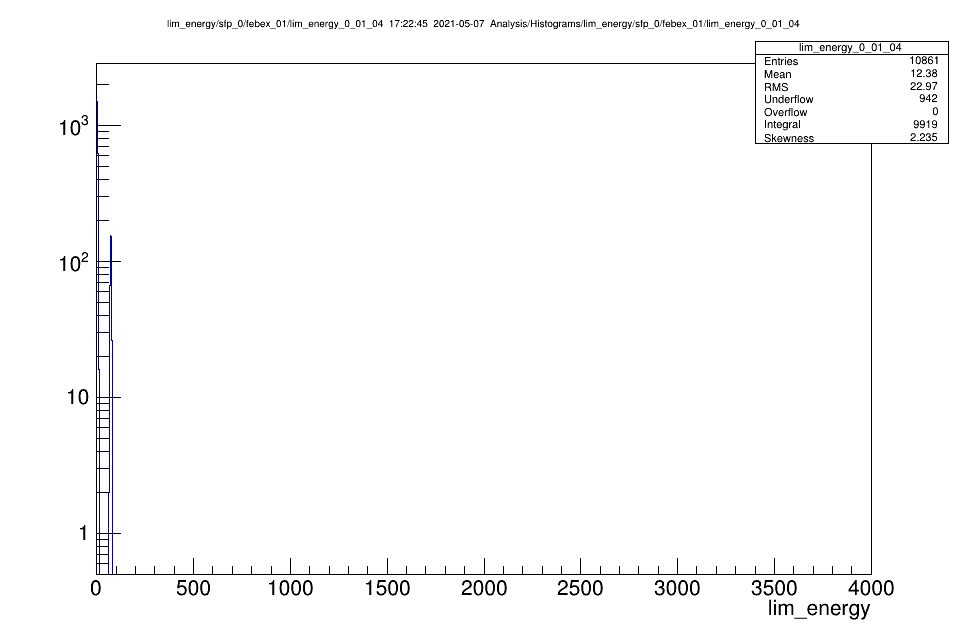 lim_energy/sfp_0/febex_01/lim_energy_0_01_04 17:22:45 2021-05-07 Analysis/Histograms/lim_energy/sfp_0/febex_01/lim_energy_0_01_04
lim_energy_0_01_04
Entries 10861
Mean 12.38
RMS 22.97
Underflow 942
Overflow 0
Integral 9919
Skewness 2.235
10³
10²
10
1
0 500 1000 1500 2000 2500 3000 3500 4000
lim_energy